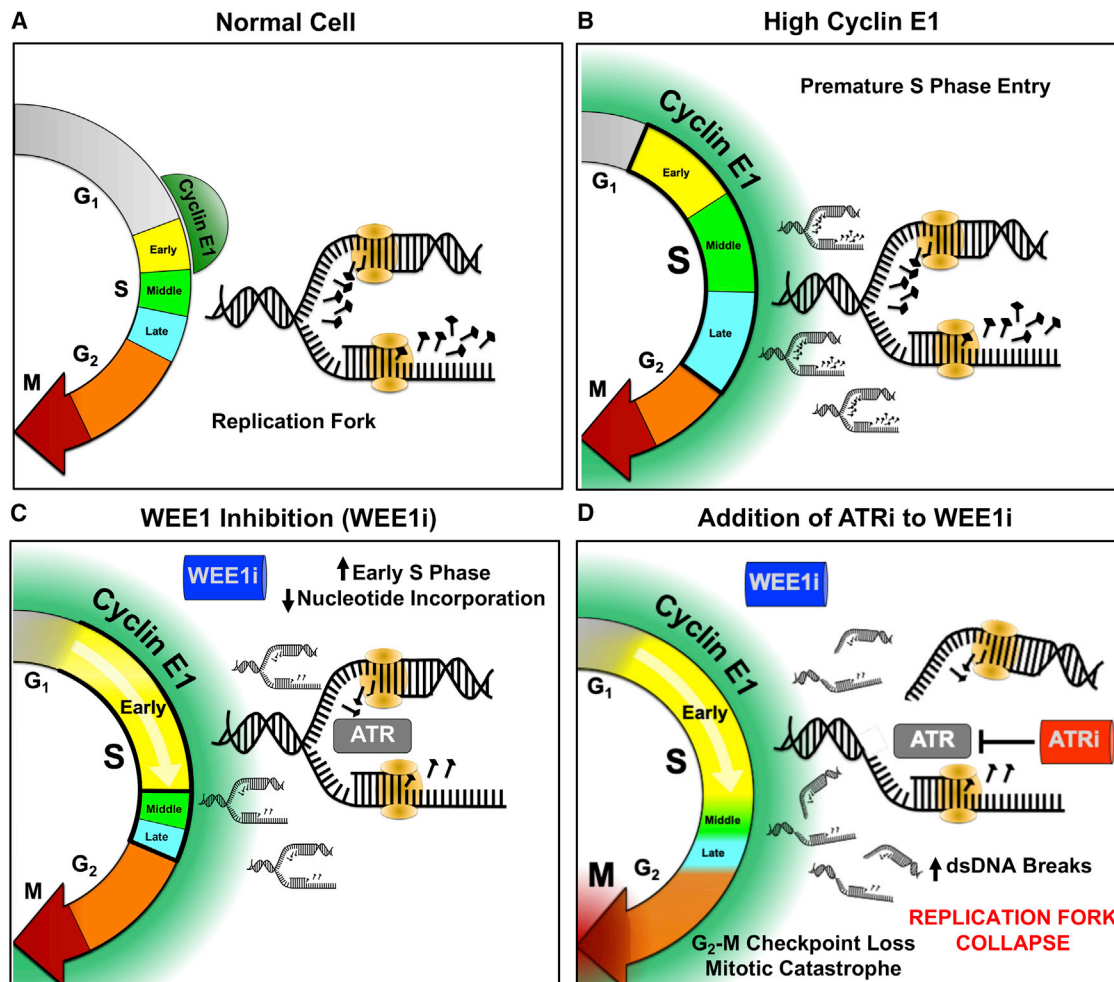 A
Normal Cell
G1
Cyclin E1
Early
S
Middle
Late
G2
M
Replication Fork
B
High Cyclin E1
Premature S Phase Entry
Cyclin E1
G1
Early
S
Middle
Late
G2
M
C
WEE1 Inhibition (WEE1i)
WEE1i
↑ Early S Phase
↓ Nucleotide Incorporation
Cyclin E1
G1
Early
S
ATR
Middle
Late
G2
M
D
Addition of ATRi to WEE1i
WEE1i
Cyclin E1
G1
Early
S
ATR
ATRi
Middle
Late
G2
M
↑ dsDNA Breaks
REPLICATION FORK
COLLAPSE
G2-M Checkpoint Loss
Mitotic Catastrophe